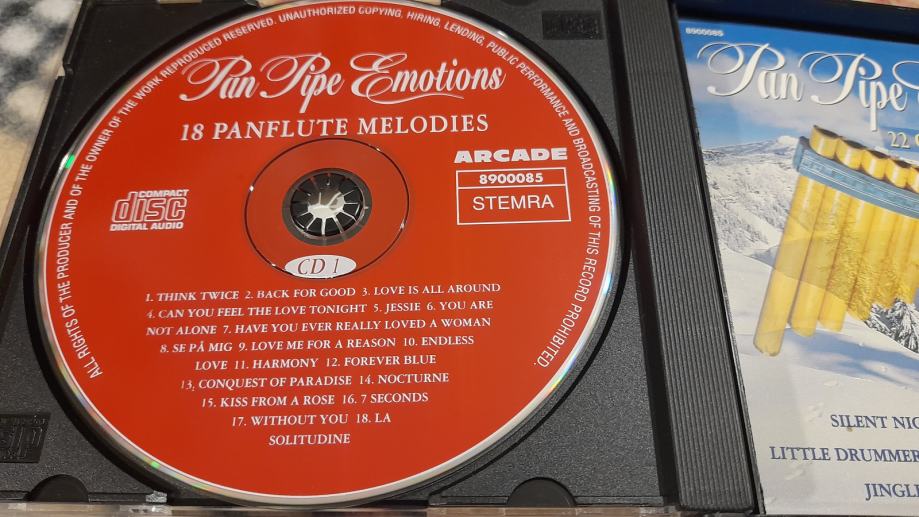 ALL RIGHTS OF THE PRODUCER AND OF THE OWNER OF THE WORK REPRODUCED RESERVED. UNAUTHORIZED COPYING, HIRING, LENDING, PUBLIC PERFORMANCE AND BROADCASTING OF THIS RECORD PROHIBITED.
Pan Pipe Emotions
18 PANFLUTE MELODIES
COMPACT
disc
DIGITAL AUDIO
ARCADE
8900085
STEMRA
CD 1
1. THINK TWICE 2. BACK FOR GOOD 3. LOVE IS ALL AROUND
4. CAN YOU FEEL THE LOVE TONIGHT 5. JESSIE 6. YOU ARE
NOT ALONE 7. HAVE YOU EVER REALLY LOVED A WOMAN
8. SE PÅ MIG 9. LOVE ME FOR A REASON 10. ENDLESS
LOVE 11. HARMONY 12. FOREVER BLUE
13. CONQUEST OF PARADISE 14. NOCTURNE
15. KISS FROM A ROSE 16. 7 SECONDS
17. WITHOUT YOU 18. LA
SOLITUDINE
8900085
Pan Pipe
22
SILENT NIG
LITTLE DRUMMER
JINGL